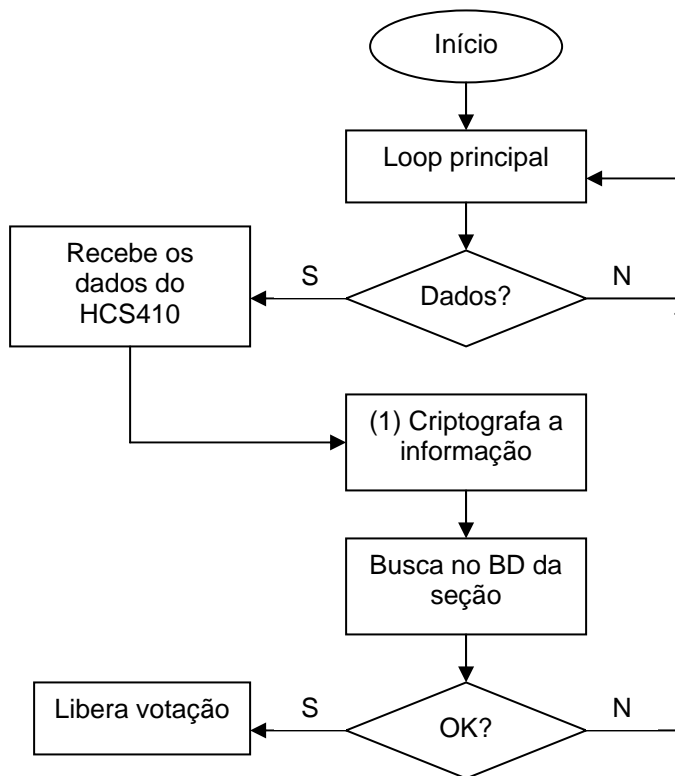 Início
Loop principal
Recebe os
dados do
HCS410
S
Dados?
N
(1) Criptografa a
informação
Busca no BD da
seção
Libera votação
S
OK?
N